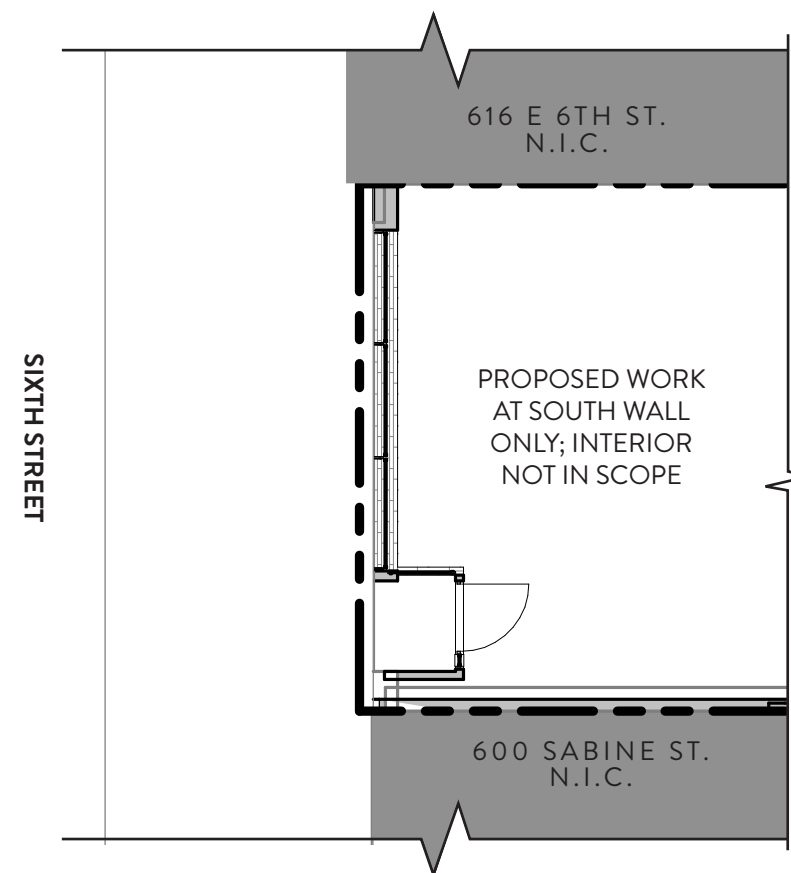 616 E 6TH ST.
N.I.C.
SIXTH STREET
PROPOSED WORK
AT SOUTH WALL
ONLY; INTERIOR
NOT IN SCOPE
600 SABINE ST.
N.I.C.